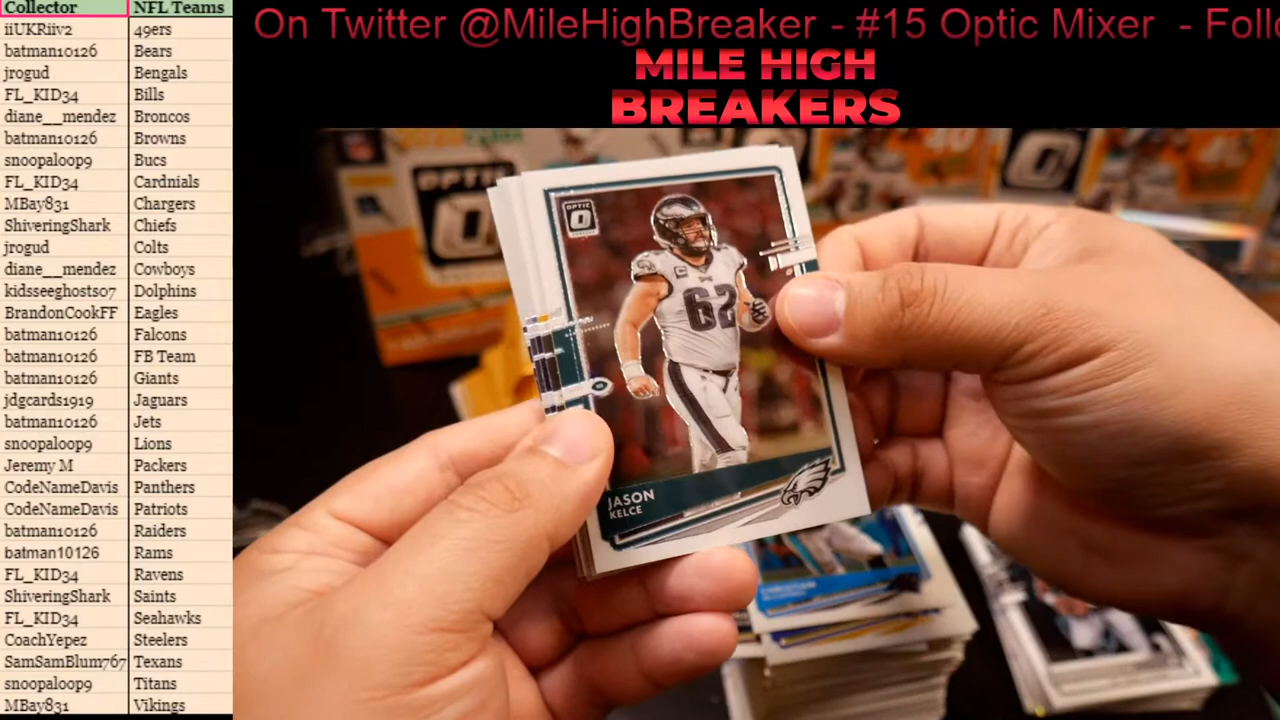 Collector NFL Teams
iiUKRiiv2 49ers
batman10126 Bears
jrogud Bengals
FL_KID34 Bills
diane__mendez Broncos
batman10126 Browns
snoopaloop9 Bucs
FL_KID34 Cardnials
MBay831 Chargers
ShiveringShark Chiefs
jrogud Colts
diane__mendez Cowboys
kidsseeghosts07 Dolphins
BrandonCookFF Eagles
batman10126 Falcons
batman10126 FB Team
batman10126 Giants
jdgcards1919 Jaguars
batman10126 Jets
snoopaloop9 Lions
Jeremy M Packers
CodeNameDavis Panthers
CodeNameDavis Patriots
batman10126 Raiders
batman10126 Rams
FL_KID34 Ravens
ShiveringShark Saints
FL_KID34 Seahawks
CoachYepez Steelers
SamSamBlum767 Texans
snoopaloop9 Titans
MBay831 Vikings
On Twitter @MileHighBreaker - #15 Optic Mixer - Follo
MILE HIGH
BREAKERS
OPTIC
OPTIC
62
JASON
KELCE